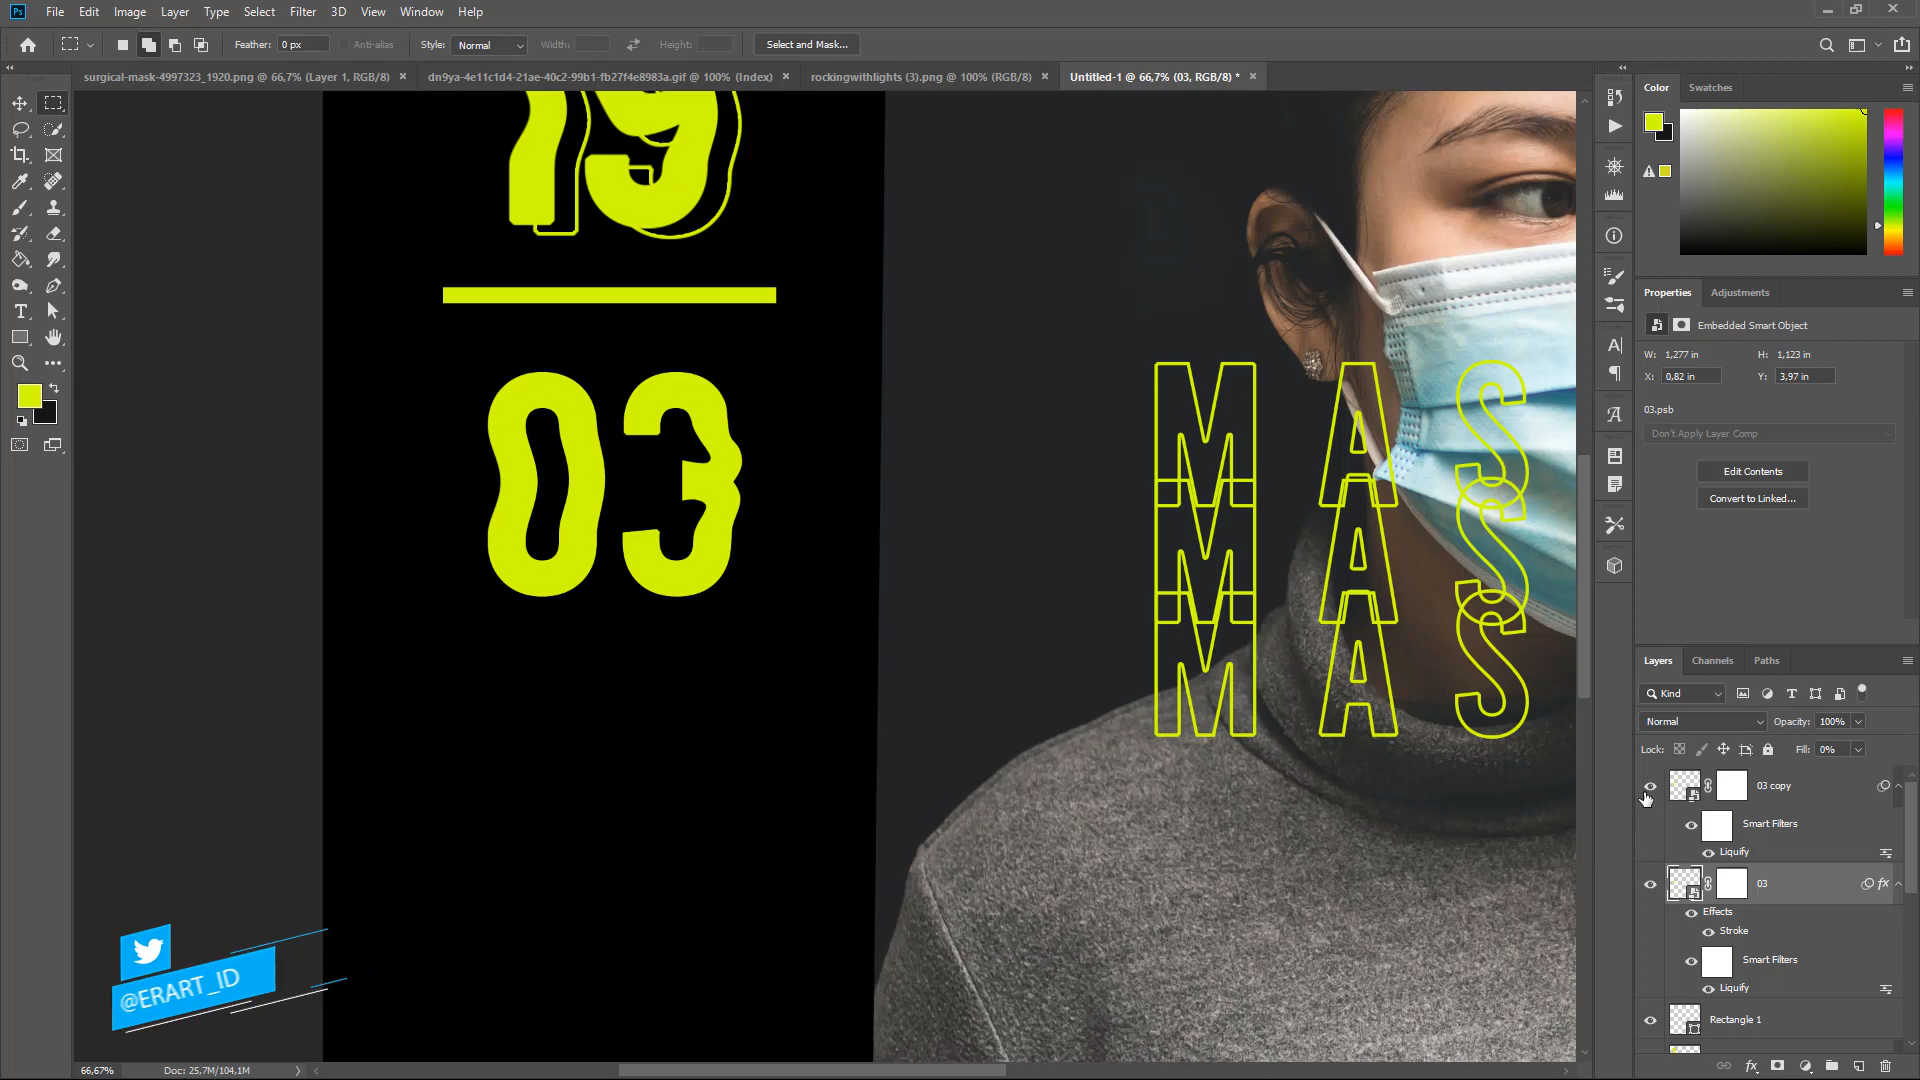 Ps File Edit Image Layer Type Select Filter 3D View Window Help
Feather: 0 px Anti-alias Style: Normal Width: Height: Select and Mask...
surgical-mask-4997323_1920.png @ 66,7% (Layer 1, RGB/8) × dn9ya-4e11c1d4-21ae-40c2-99b1-fb27f4e8983a.gif @ 100% (Index) × rockingwithlights (3).png @ 100% (RGB/8) × Untitled-1 @ 66,7% (03, RGB/8) * ×
Color Swatches
19
03
MAS
MAS
MAS
@ERART_ID
Properties Adjustments
Embedded Smart Object
W: 1,277 in H: 1,123 in
X: 0,82 in Y: 3,97 in
03.psb
Don't Apply Layer Comp
Edit Contents
Convert to Linked...
Layers Channels Paths
Kind
Normal Opacity: 100%
Lock: Fill: 0%
03 copy
Smart Filters
Liquify
03 fx
Effects
Stroke
Smart Filters
Liquify
Rectangle 1
fx
66,67% Doc: 25,7M/104,1M